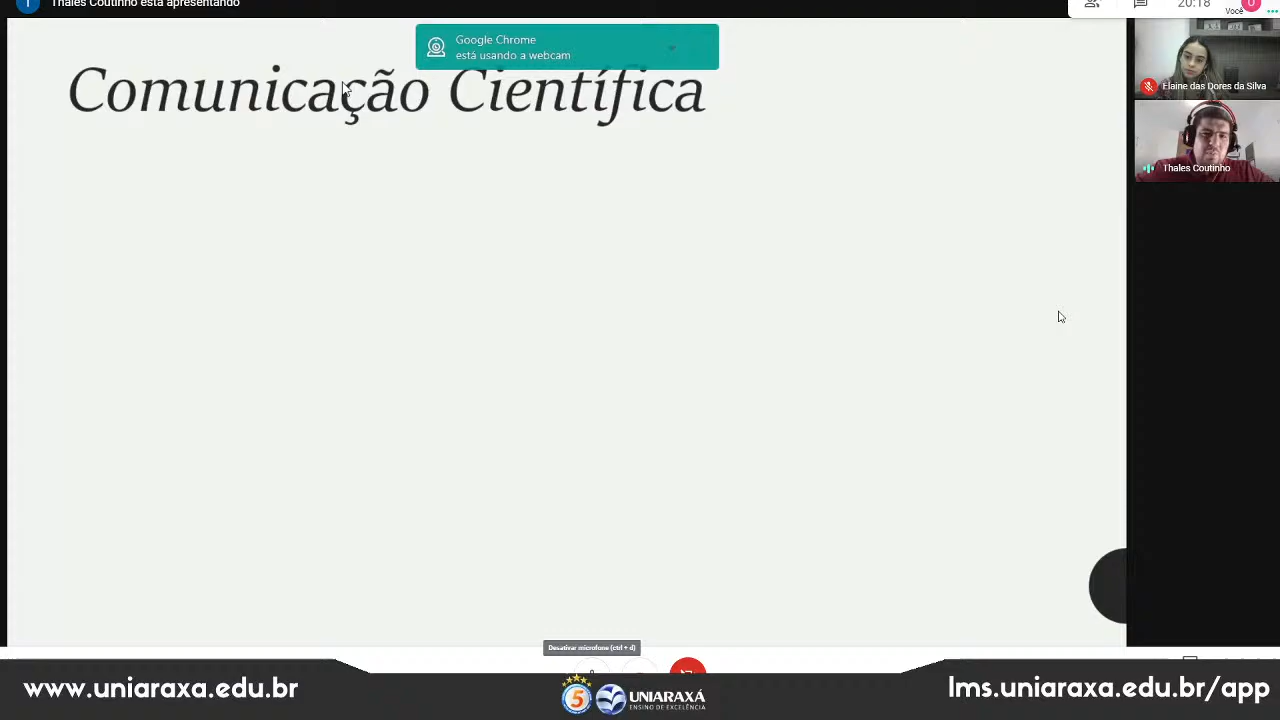 Thales Coutinho está apresentando
20:18
Você
Google Chrome
está usando a webcam
Comunicação Científica
Elaine das Dores da Silva
Thales Coutinho
Desativar microfone (ctrl + d)
www.uniaraxa.edu.br
5
UNIARAXÁ
ENSINO DE EXCELÊNCIA
lms.uniaraxa.edu.br/app